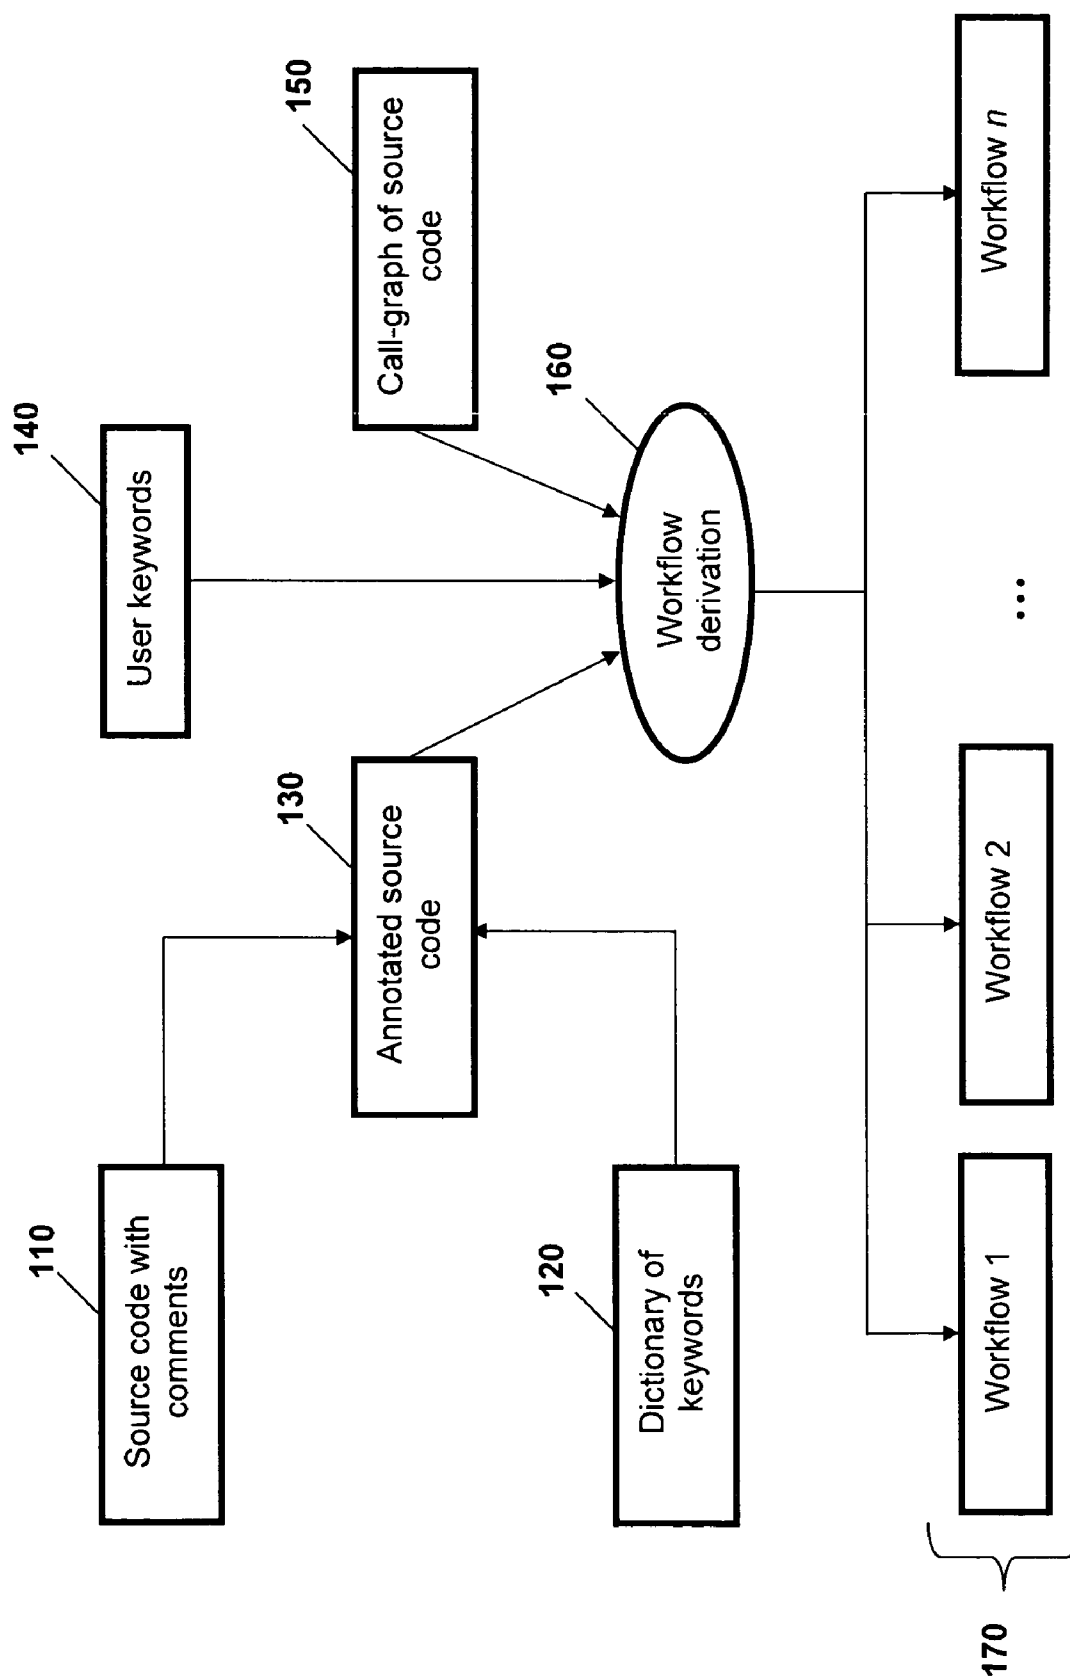 140
User keywords
150
Call-graph of source
code
110
Source code with
comments
130
Annotated source
code
120
Dictionary of
keywords
160
Workflow
derivation
170
Workflow 1
Workflow 2
...
Workflow n